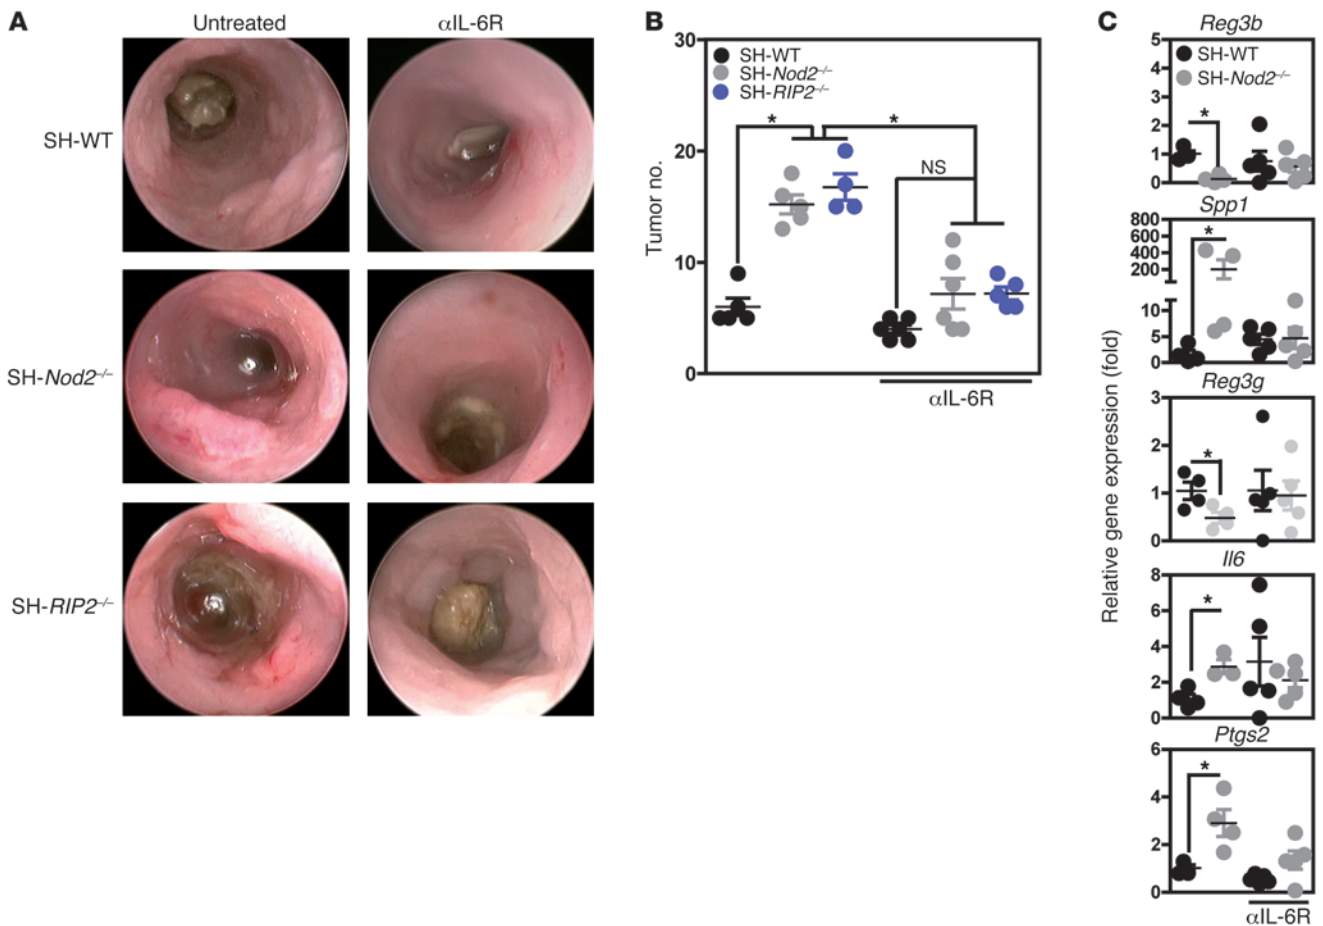 A
Untreated
αIL-6R
SH-WT
SH-Nod2–/–
SH-RIP2–/–
B
30
20
10
0
Tumor no.
SH-WT
SH-Nod2–/–
SH-RIP2–/–
*
*
NS
αIL-6R
C
Relative gene expression (fold)
Reg3b
5
4
3
2
1
0
SH-WT
SH-Nod2–/–
*
Spp1
800
600
400
200
10
5
0
*
Reg3g
3
2
1
0
*
Il6
8
6
4
2
0
*
Ptgs2
6
4
2
0
*
αIL-6R